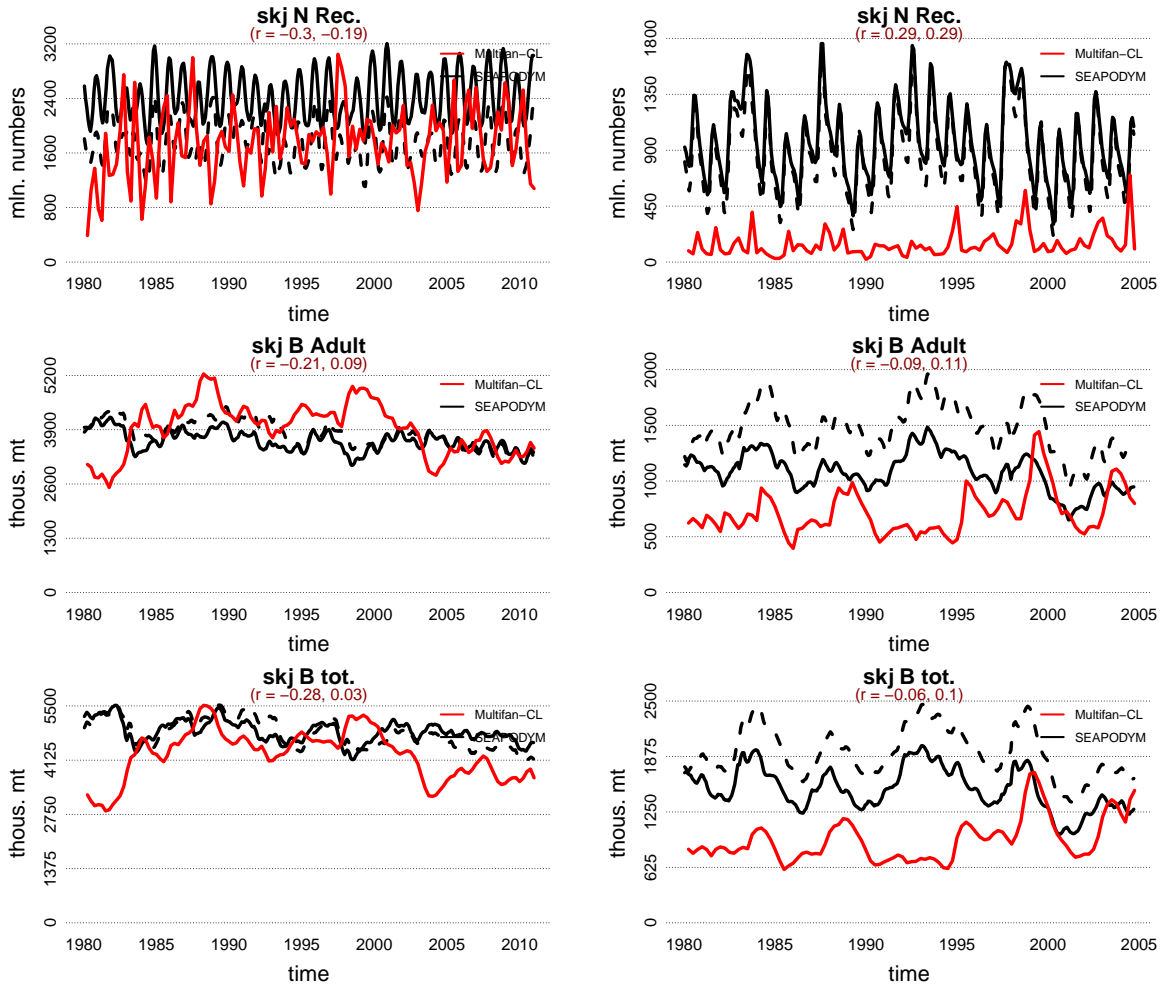 skj N Rec.
(r = −0.3, −0.19)
Multifan−CL
SEAPODYM
mln. numbers
0
800
1600
2400
3200
1980
1985
1990
1995
2000
2005
2010
time
skj N Rec.
(r = 0.29, 0.29)
Multifan−CL
SEAPODYM
mln. numbers
0
450
900
1350
1800
1980
1985
1990
1995
2000
2005
time
skj B Adult
(r = −0.21, 0.09)
Multifan−CL
SEAPODYM
thous. mt
0
1300
2600
3900
5200
1980
1985
1990
1995
2000
2005
2010
time
skj B Adult
(r = −0.09, 0.11)
Multifan−CL
SEAPODYM
thous. mt
0
500
1000
1500
2000
1980
1985
1990
1995
2000
2005
time
skj B tot.
(r = −0.28, 0.03)
Multifan−CL
SEAPODYM
thous. mt
0
1375
2750
4125
5500
1980
1985
1990
1995
2000
2005
2010
time
skj B tot.
(r = −0.06, 0.1)
Multifan−CL
SEAPODYM
thous. mt
0
625
1250
1875
2500
1980
1985
1990
1995
2000
2005
time